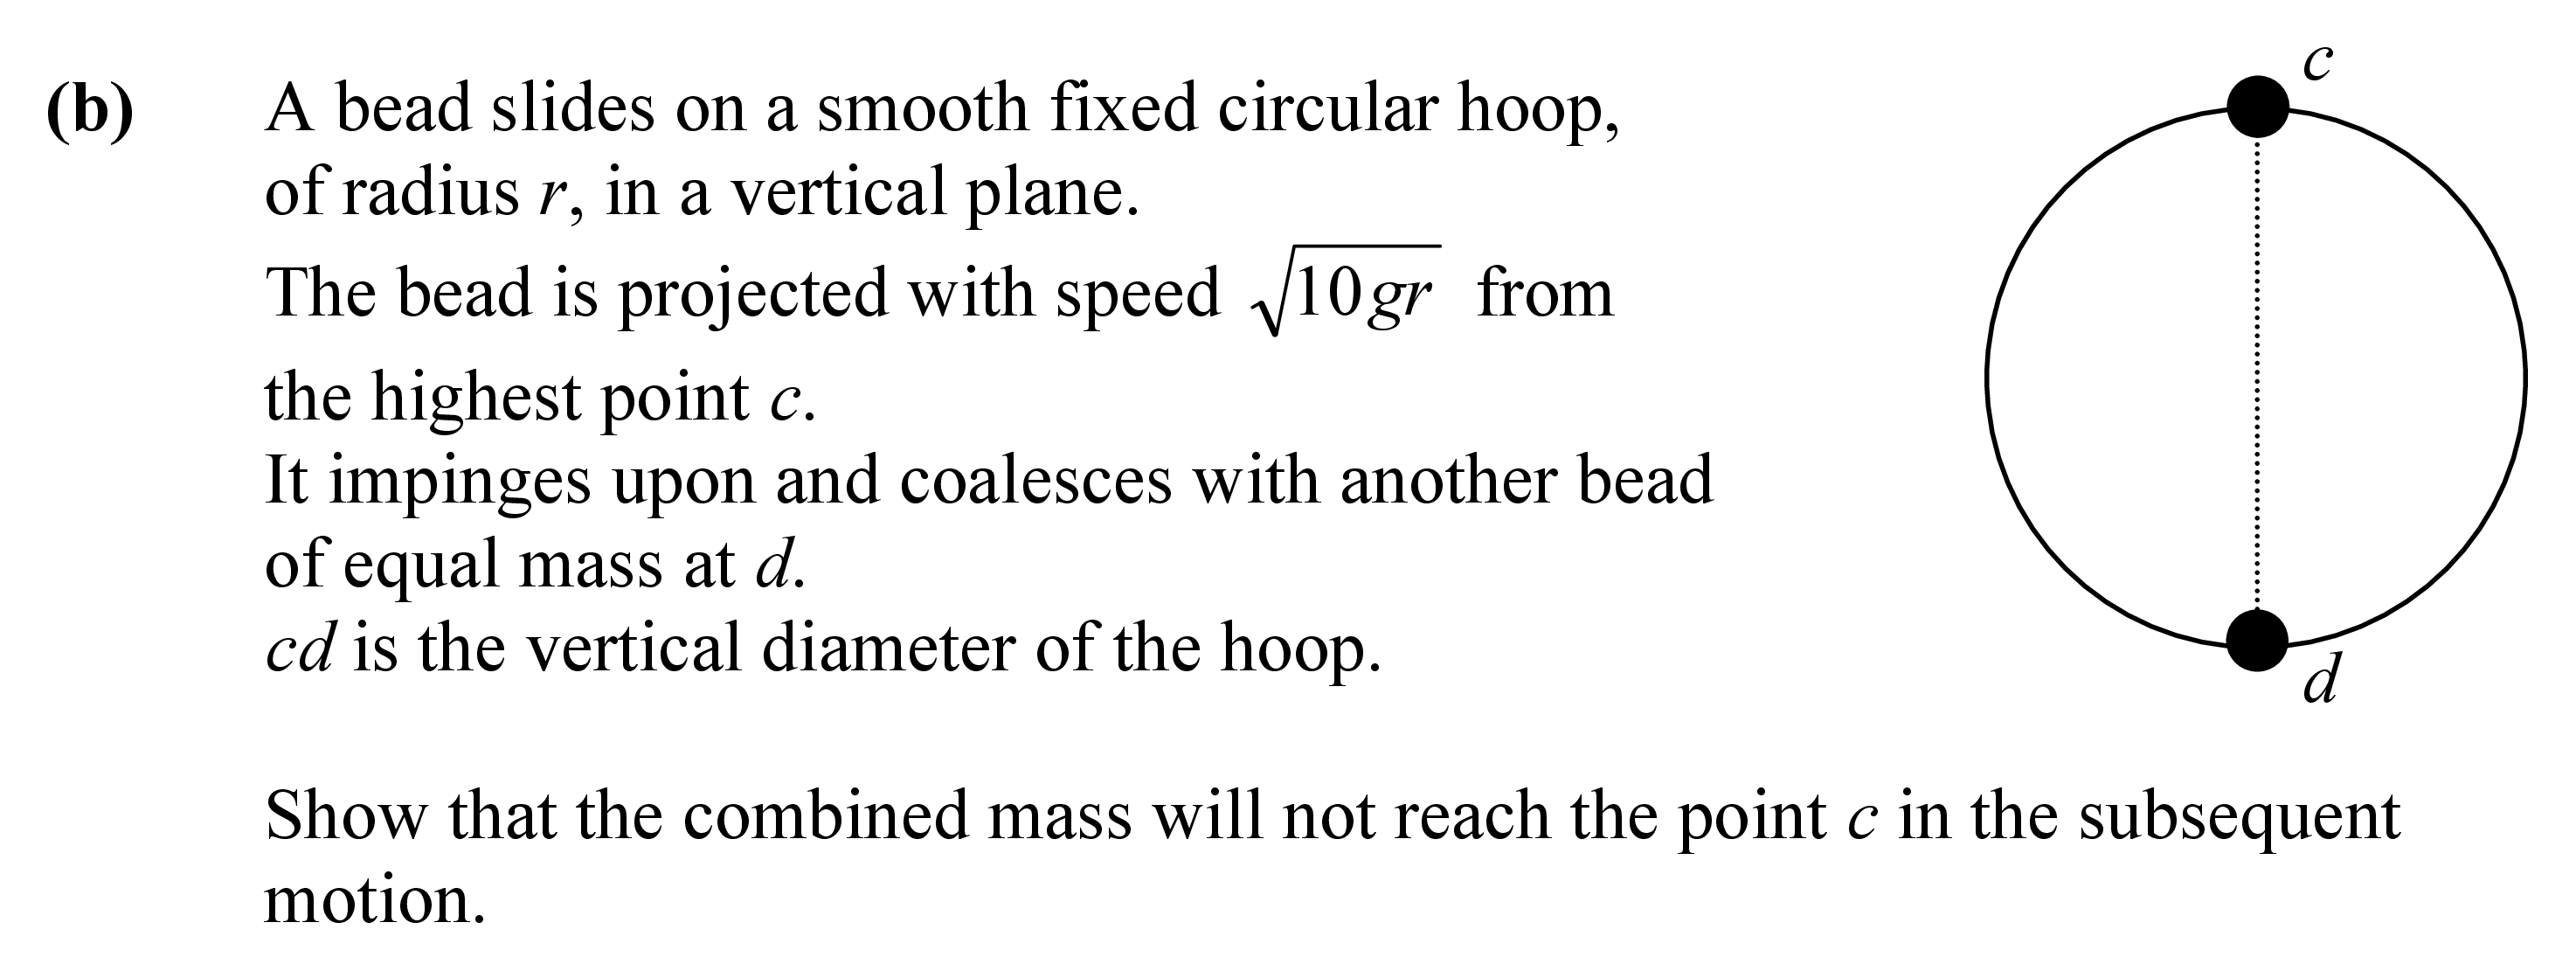 (b) A bead slides on a smooth fixed circular hoop,
of radius r, in a vertical plane.
The bead is projected with speed √10gr from
the highest point c.
It impinges upon and coalesces with another bead
of equal mass at d.
cd is the vertical diameter of the hoop.
Show that the combined mass will not reach the point c in the subsequent
motion.
c
d